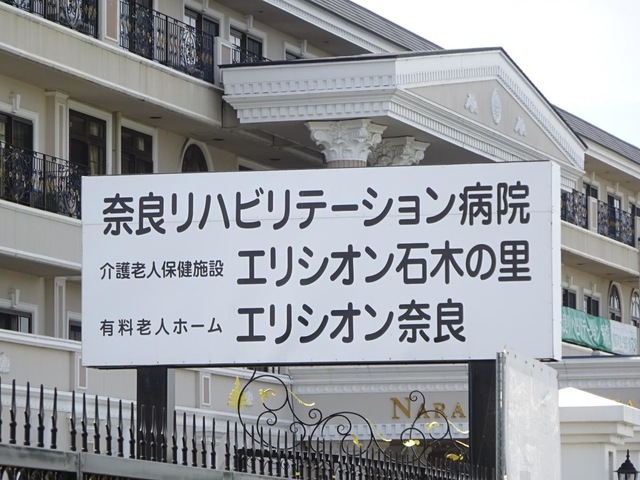 奈良リハビリテーション病院
介護老人保健施設 エリシオン石木の里
有料老人ホーム エリシオン奈良
NARA